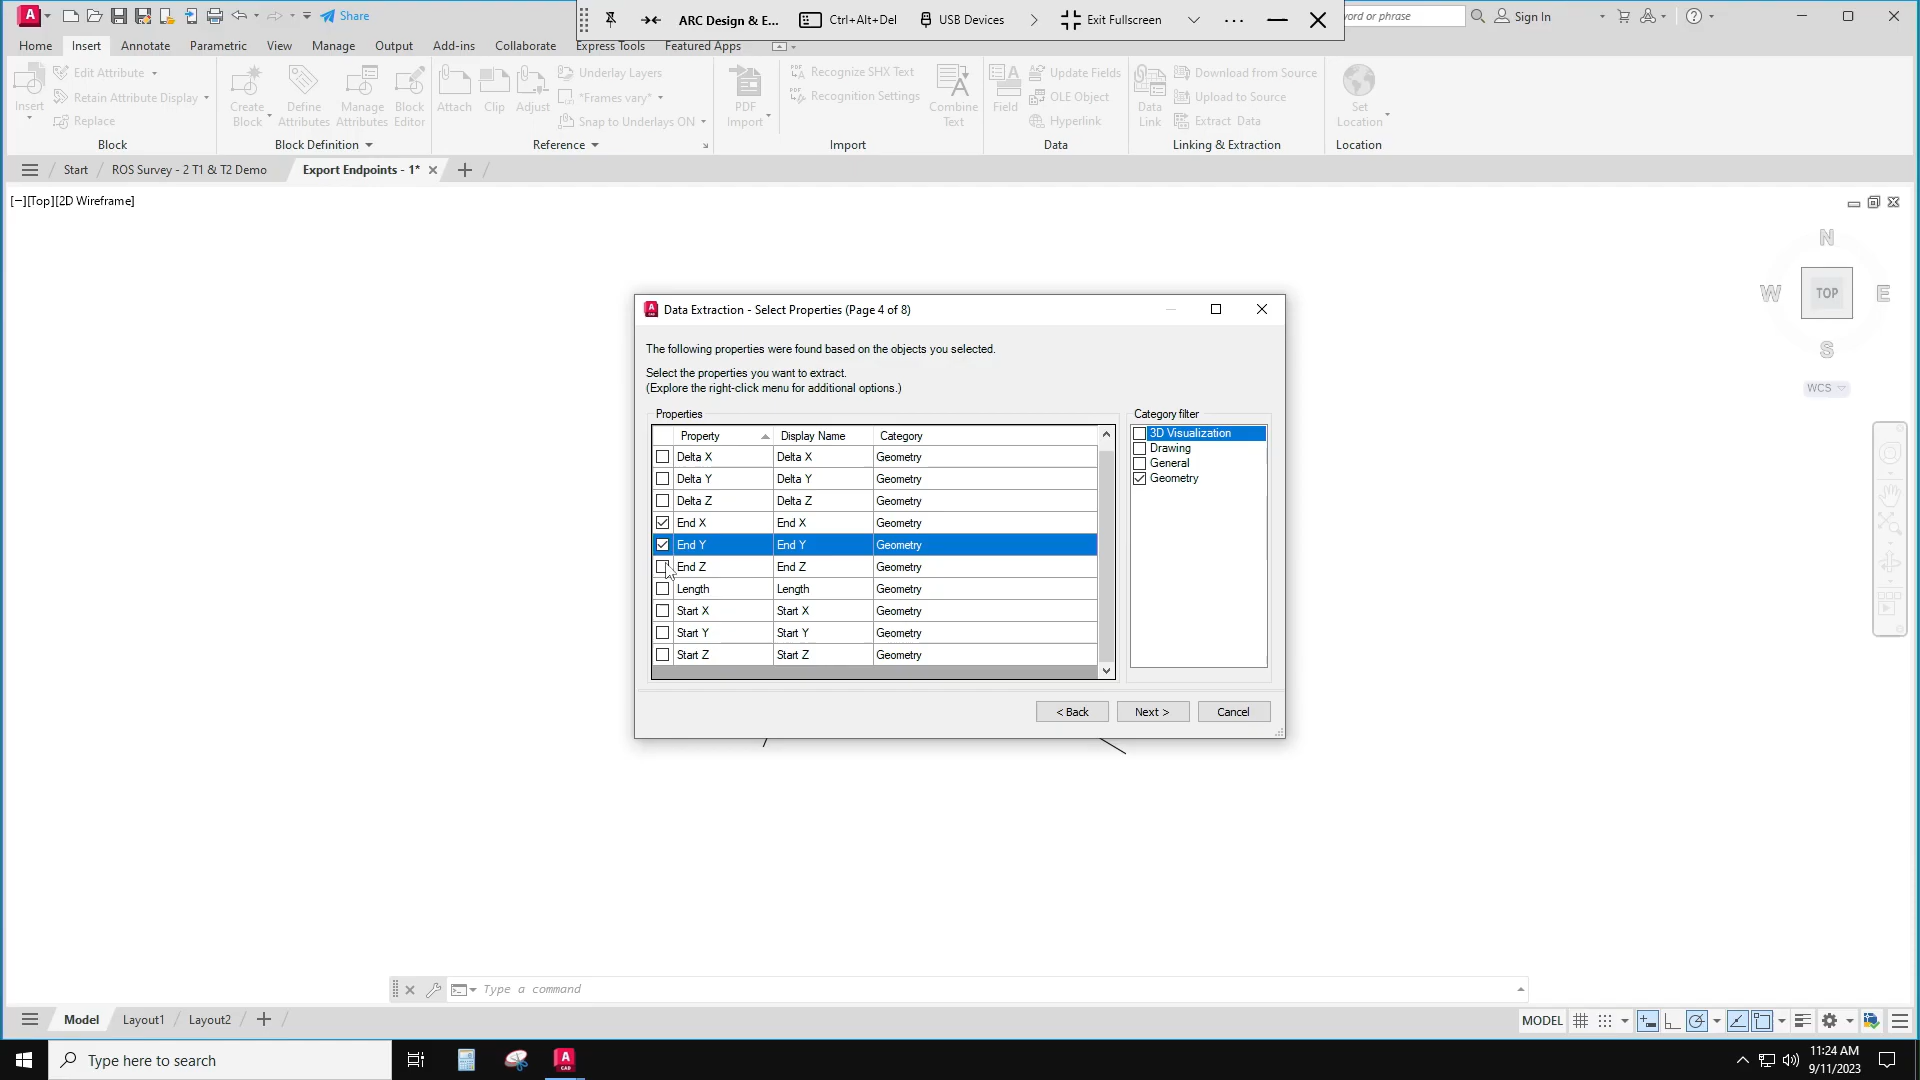 Share
ARC Design & E...
Ctrl+Alt+Del
USB Devices
Exit Fullscreen
word or phrase
Sign In
Home
Insert
Annotate
Parametric
View
Manage
Output
Add-ins
Collaborate
Express Tools
Featured Apps
Insert
Edit Attribute
Retain Attribute Display
Replace
Block
Create
Block
Define
Attributes
Manage
Attributes
Block
Editor
Block Definition
Attach
Clip
Adjust
Underlay Layers
*Frames vary*
Snap to Underlays ON
Reference
PDF
Import
Recognize SHX Text
Recognition Settings
Combine
Text
Import
Field
Update Fields
OLE Object
Hyperlink
Data
Data
Link
Download from Source
Upload to Source
Extract Data
Linking & Extraction
Set
Location
Location
Start
ROS Survey - 2 T1 & T2 Demo
Export Endpoints - 1*
[−][Top][2D Wireframe]
N
W
TOP
E
S
WCS
Data Extraction - Select Properties (Page 4 of 8)
The following properties were found based on the objects you selected.
Select the properties you want to extract.
(Explore the right-click menu for additional options.)
Properties
Property Display Name Category
Delta X Delta X Geometry
Delta Y Delta Y Geometry
Delta Z Delta Z Geometry
End X End X Geometry
End Y End Y Geometry
End Z End Z Geometry
Length Length Geometry
Start X Start X Geometry
Start Y Start Y Geometry
Start Z Start Z Geometry
Category filter
3D Visualization
Drawing
General
Geometry
< Back
Next >
Cancel
Type a command
Model
Layout1
Layout2
MODEL
Type here to search
A
CAD
11:24 AM
9/11/2023